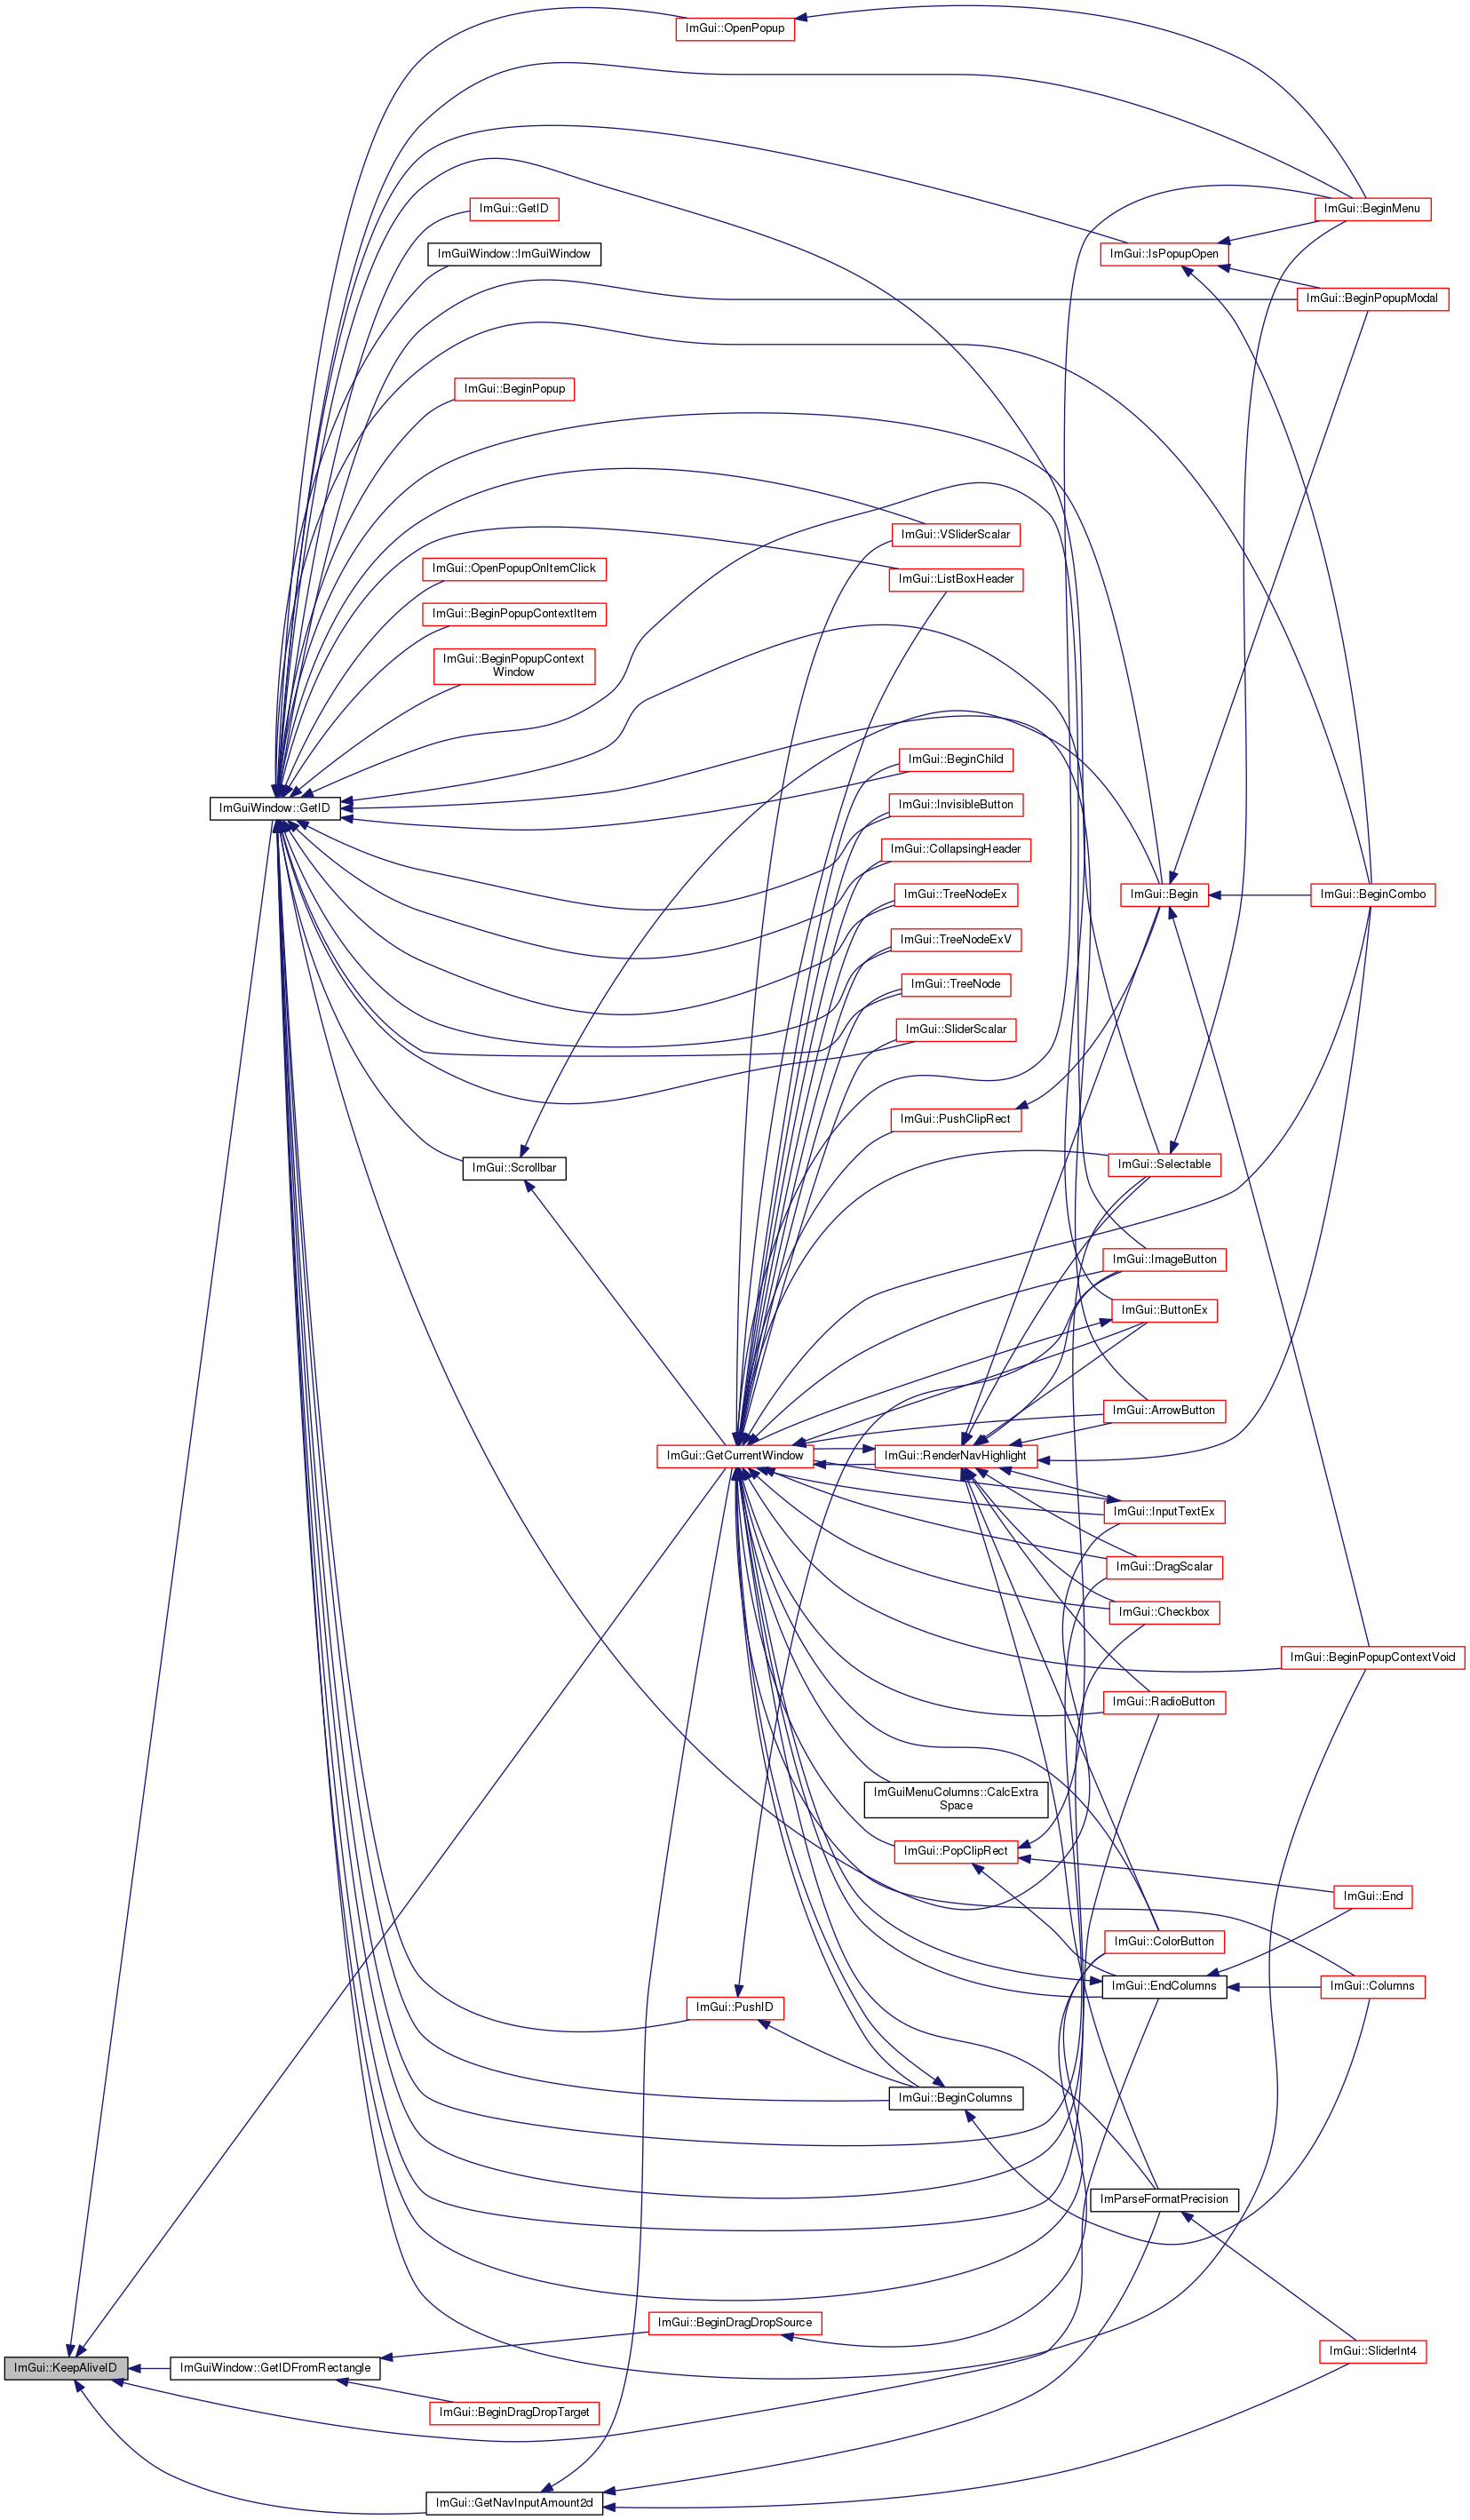 ImGui::OpenPopup
ImGui::GetID
ImGui::BeginMenu
ImGuiWindow::ImGuiWindow
ImGui::IsPopupOpen
ImGui::BeginPopupModal
ImGui::BeginPopup
ImGui::VSliderScalar
ImGui::OpenPopupOnItemClick
ImGui::ListBoxHeader
ImGui::BeginPopupContextItem
ImGui::BeginPopupContext
Window
ImGui::BeginChild
ImGuiWindow::GetID
ImGui::InvisibleButton
ImGui::CollapsingHeader
ImGui::TreeNodeEx
ImGui::Begin
ImGui::BeginCombo
ImGui::TreeNodeExV
ImGui::TreeNode
ImGui::SliderScalar
ImGui::PushClipRect
ImGui::Scrollbar
ImGui::Selectable
ImGui::ImageButton
ImGui::ButtonEx
ImGui::ArrowButton
ImGui::GetCurrentWindow
ImGui::RenderNavHighlight
ImGui::InputTextEx
ImGui::DragScalar
ImGui::Checkbox
ImGui::BeginPopupContextVoid
ImGui::RadioButton
ImGuiMenuColumns::CalcExtra
Space
ImGui::PopClipRect
ImGui::End
ImGui::ColorButton
ImGui::EndColumns
ImGui::Columns
ImGui::PushID
ImGui::BeginColumns
ImParseFormatPrecision
ImGui::BeginDragDropSource
ImGui::SliderInt4
ImGui::KeepAliveID
ImGuiWindow::GetIDFromRectangle
ImGui::BeginDragDropTarget
ImGui::GetNavInputAmount2d